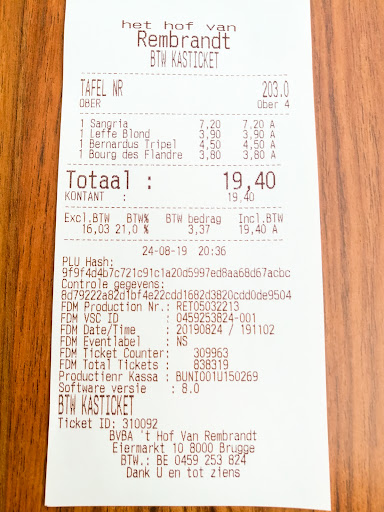 het hof van
Rembrandt
BTW KASTICKET
TAFEL NR 203.0
OBER Ober 4
1 Sangria 7,20 7,20 A
1 Leffe Blond 3,90 3,90 A
1 Bernardus Tripel 4,50 4,50 A
1 Bourg des Flandre 3,80 3,80 A
Totaal : 19,40
KONTANT : 19,40
Excl.BTW BTW% BTW bedrag Incl.BTW
16,03 21,0 % 3,37 19,40 A
24-08-19 20:36
PLU Hash:
9f9f4d4b7c721c91c1a20d5997ed8aa68d67acbc
Controle gegevens:
8d79222a82d1bf4e22cdd1682d3820cdd0de9504
FDM Production Nr.: RET05032213
FDM VSC ID : 0459253824-001
FDM Date/Time : 20190824 / 191102
FDM Eventlabel : NS
FDM Ticket Counter: 309963
FDM Total Tickets : 838319
Productienr Kassa : BUNI001U150269
Software versie : 8.0
BTW KASTICKET
Ticket ID: 310092
BVBA 't Hof Van Rembrandt
Eiermarkt 10 8000 Brugge
BTW.: BE 0459 253 824
Dank U en tot ziens